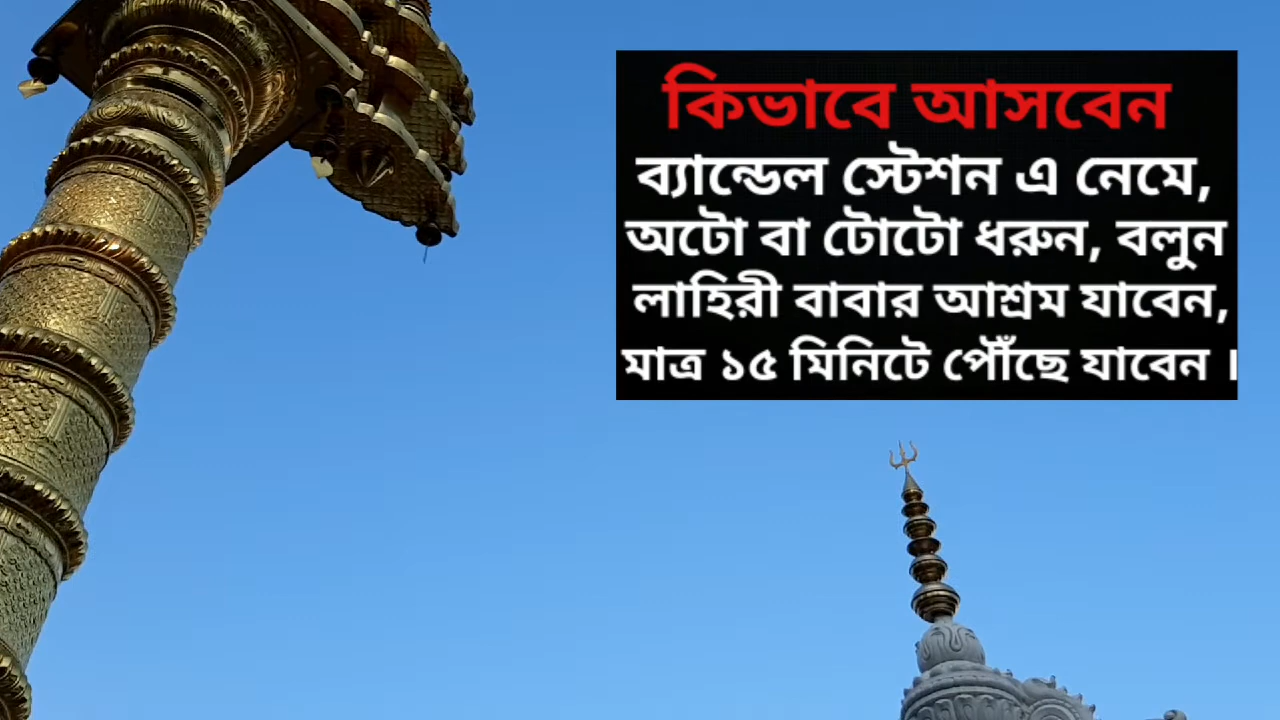 কিভাবে আসবেন
ব্যান্ডেল স্টেশন এ নেমে,
অটো বা টোটো ধরুন, বলুন
লাহিরী বাবার আশ্রম যাবেন,
মাত্র ১৫ মিনিটে পৌঁছে যাবেন ।